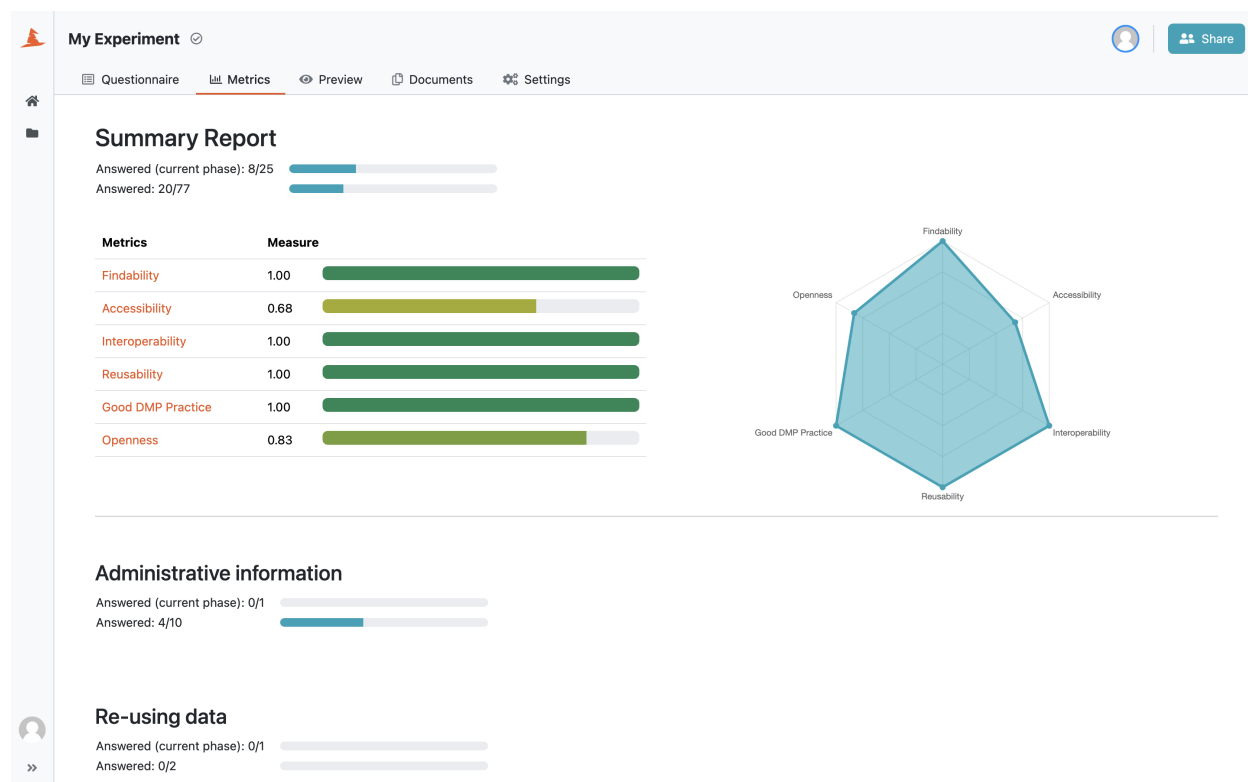 My Experiment
Share
Questionnaire Metrics Preview Documents Settings
Summary Report
Answered (current phase): 8/25
Answered: 20/77
Metrics Measure
Findability 1.00
Accessibility 0.68
Interoperability 1.00
Reusability 1.00
Good DMP Practice 1.00
Openness 0.83
Findability
Openness
Accessibility
Good DMP Practice
Interoperability
Reusability
Administrative information
Answered (current phase): 0/1
Answered: 4/10
Re-using data
Answered (current phase): 0/1
Answered: 0/2